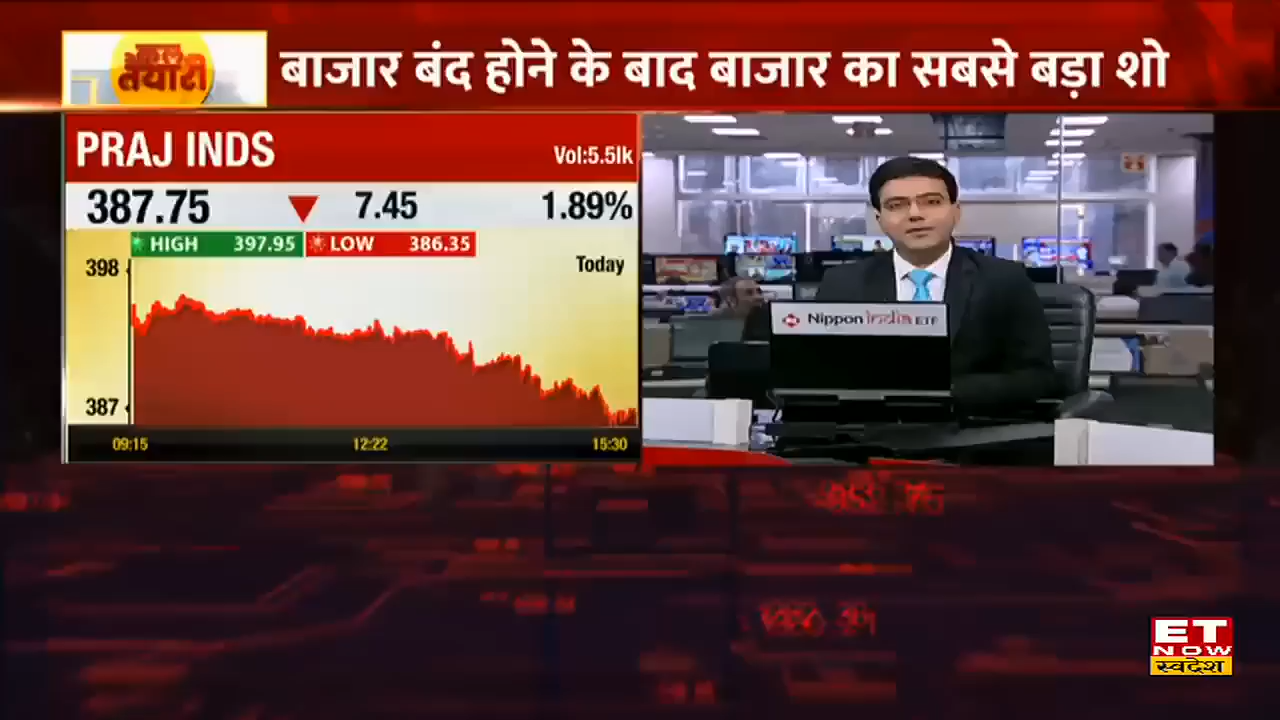 तैयारी
बाजार बंद होने के बाद बाजार का सबसे बड़ा शो
PRAJ INDS
Vol:5.5lk
387.75 7.45 1.89%
HIGH 397.95 LOW 386.35
Today
398
387
09:15 12:22 15:30
Nippon india ETF
ET
NOW
स्वदेश